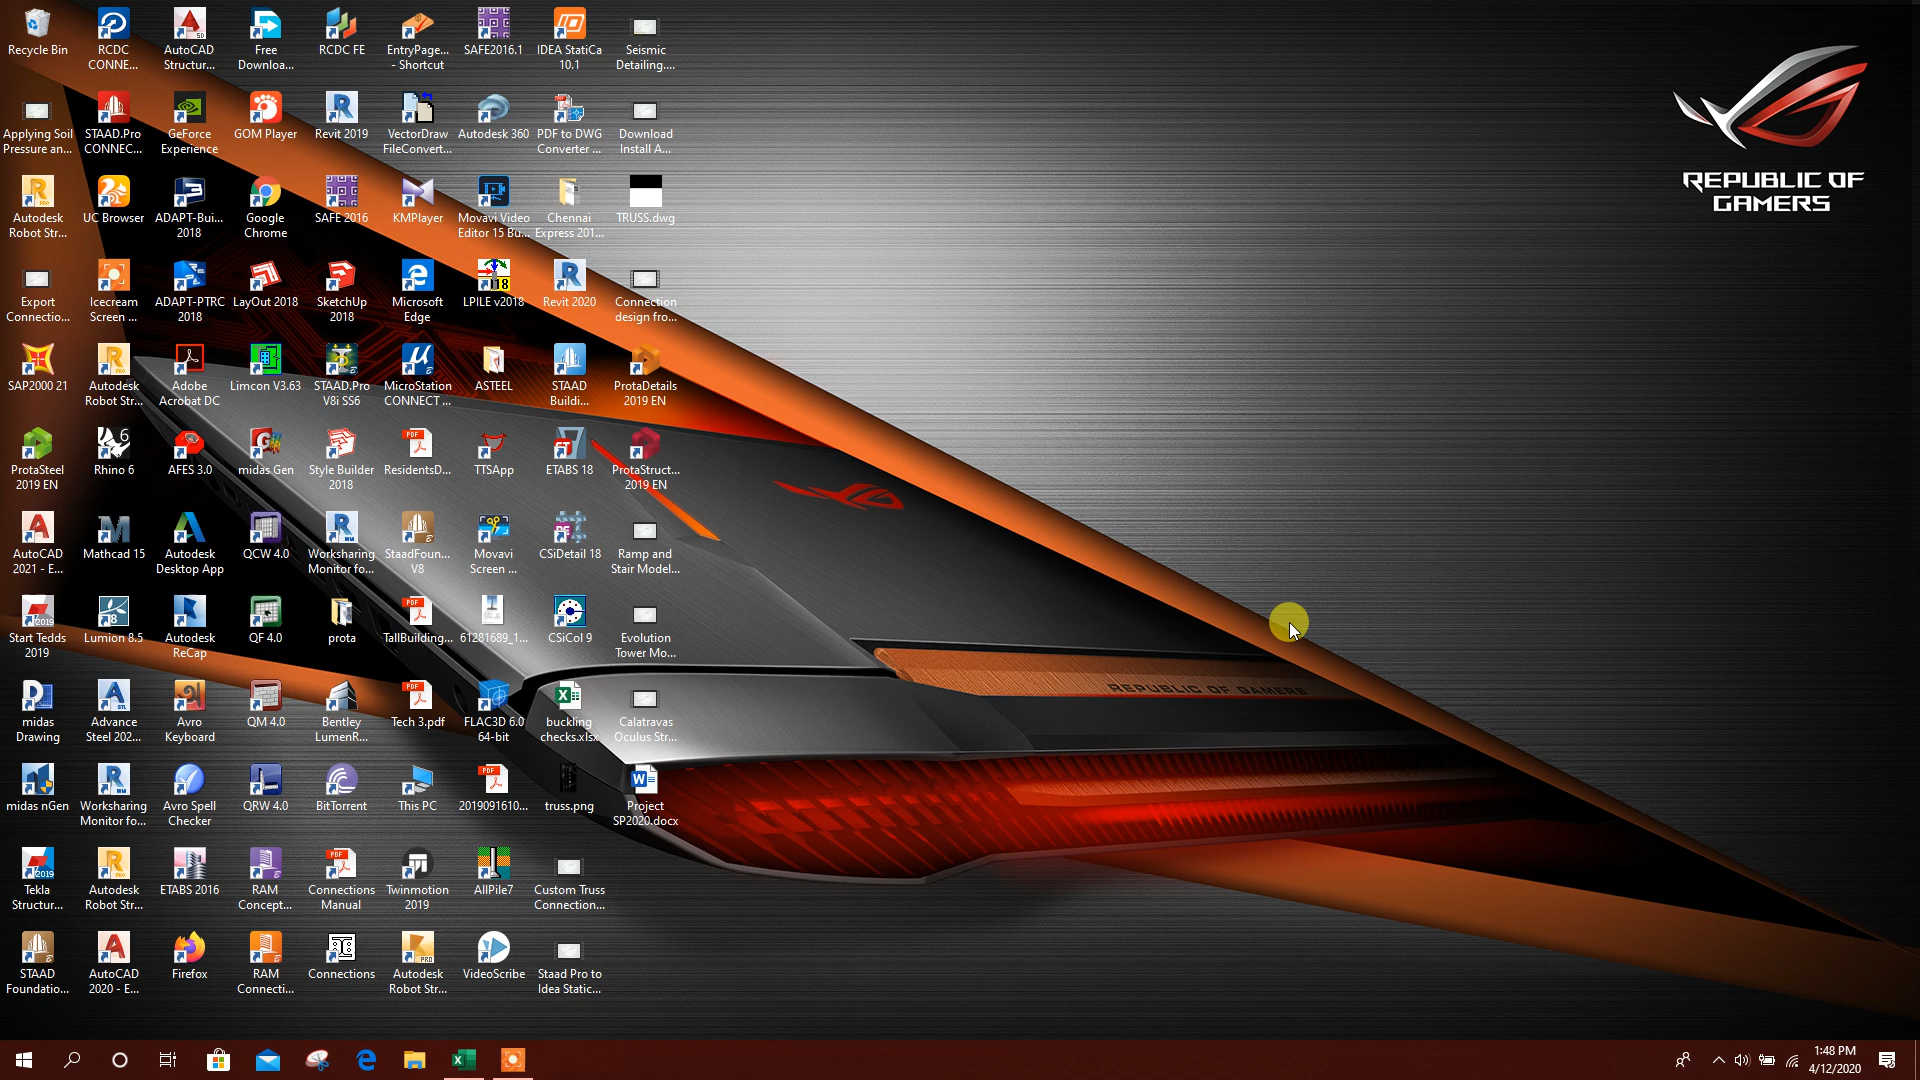 Recycle Bin
RCDC
CONNE...
AutoCAD
Structur...
Free
Downloa...
RCDC FE
EntryPage...
- Shortcut
SAFE2016.1
IDEA StatiCa
10.1
Seismic
Detailing....
Applying Soil
Pressure an...
STAAD.Pro
CONNEC...
GeForce
Experience
GOM Player
Revit 2019
VectorDraw
FileConvert...
Autodesk 360
PDF to DWG
Converter ...
Download
Install A...
Autodesk
Robot Str...
UC Browser
ADAPT-Bui...
2018
Google
Chrome
SAFE 2016
KMPlayer
Movavi Video
Editor 15 Bu...
Chennai
Express 201...
TRUSS.dwg
REPUBLIC OF
GAMERS
Export
Connectio...
Icecream
Screen ...
ADAPT-PTRC
2018
LayOut 2018
SketchUp
2018
Microsoft
Edge
LPILE v2018
Revit 2020
Connection
design fro...
SAP2000 21
Autodesk
Robot Str...
Adobe
Acrobat DC
Limcon V3.63
STAAD.Pro
V8i SS6
MicroStation
CONNECT ...
ASTEEL
STAAD
Buildi...
ProtaDetails
2019 EN
ProtaSteel
2019 EN
Rhino 6
AFES 3.0
midas Gen
Style Builder
2018
ResidentsD...
TTSApp
ETABS 18
ProtaStruct...
2019 EN
AutoCAD
2021 - E...
Mathcad 15
Autodesk
Desktop App
QCW 4.0
Worksharing
Monitor fo...
StaadFoun...
V8
Movavi
Screen ...
CSiDetail 18
Ramp and
Stair Model...
Start Tedds
2019
Lumion 8.5
Autodesk
ReCap
QF 4.0
prota
TallBuilding...
61281689_1...
CSiCol 9
Evolution
Tower Mo...
REPUBLIC OF GAMERS
midas
Drawing
Advance
Steel 202...
Avro
Keyboard
QM 4.0
Bentley
LumenR...
Tech 3.pdf
FLAC3D 6.0
64-bit
buckling
checks.xlsx
Calatravas
Oculus Str...
midas nGen
Worksharing
Monitor fo...
Avro Spell
Checker
QRW 4.0
BitTorrent
This PC
2019091610...
truss.png
Project
SP2020.docx
Tekla
Structur...
Autodesk
Robot Str...
ETABS 2016
RAM
Concept...
Connections
Manual
Twinmotion
2019
AllPile7
Custom Truss
Connection...
STAAD
Foundatio...
AutoCAD
2020 - E...
Firefox
RAM
Connecti...
Connections
Autodesk
Robot Str...
VideoScribe
Staad Pro to
Idea Static...
1:48 PM
4/12/2020